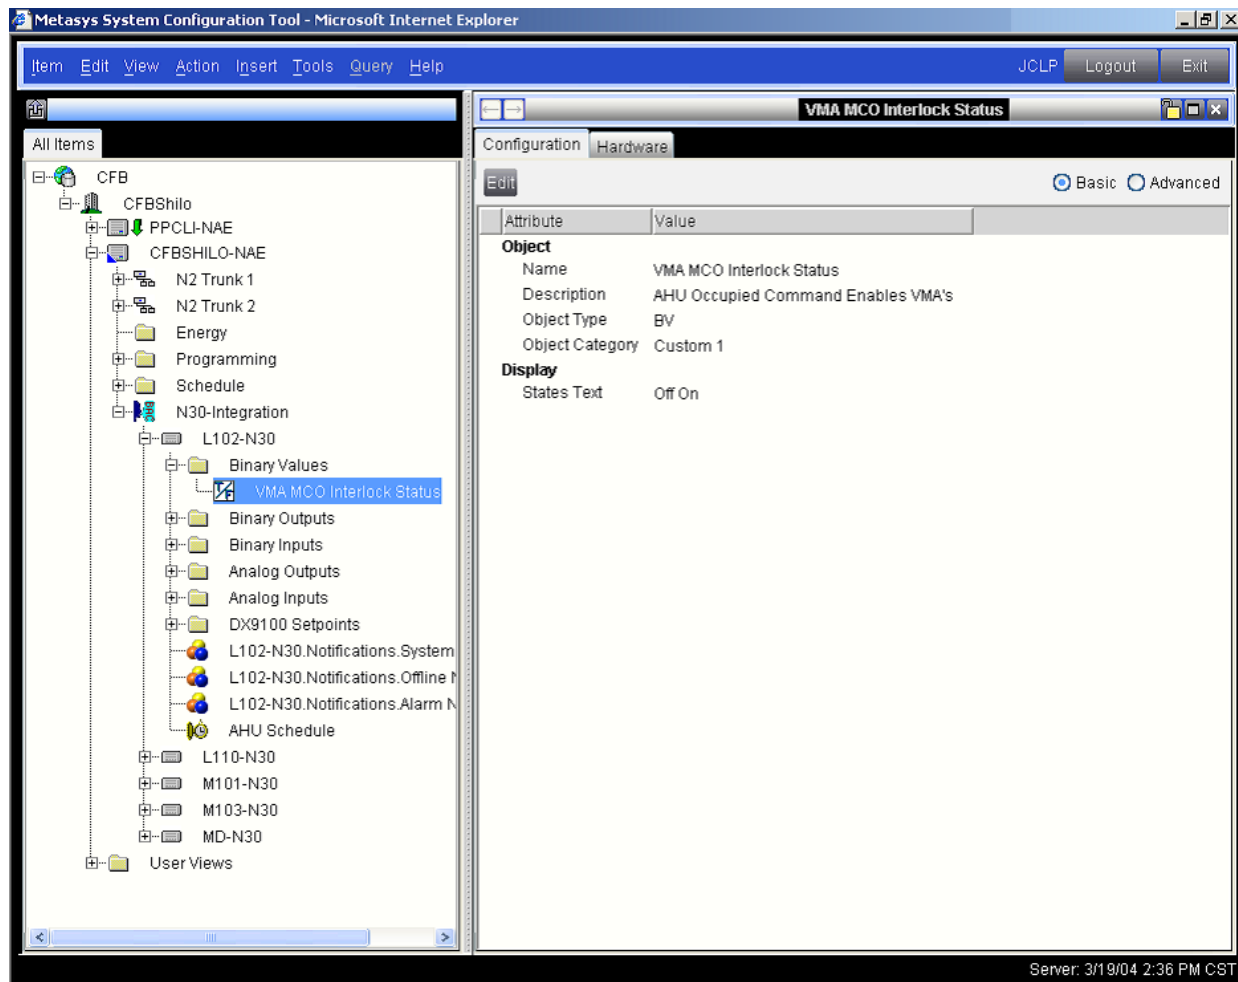 Metasys System Configuration Tool - Microsoft Internet Explorer
Item Edit View Action Insert Tools Query Help JCLP Logout Exit
VMA MCO Interlock Status
All Items
Configuration Hardware
Edit Basic Advanced
Attribute Value
Object
Name VMA MCO Interlock Status
Description AHU Occupied Command Enables VMA's
Object Type BV
Object Category Custom 1
Display
States Text Off On
CFB
CFBShilo
PPCLI-NAE
CFBSHILO-NAE
N2 Trunk 1
N2 Trunk 2
Energy
Programming
Schedule
N30-Integration
L102-N30
Binary Values
T/F VMA MCO Interlock Status
Binary Outputs
Binary Inputs
Analog Outputs
Analog Inputs
DX9100 Setpoints
L102-N30.Notifications.System
L102-N30.Notifications.Offline
L102-N30.Notifications.Alarm
AHU Schedule
L110-N30
M101-N30
M103-N30
MD-N30
User Views
Server: 3/19/04 2:36 PM CST